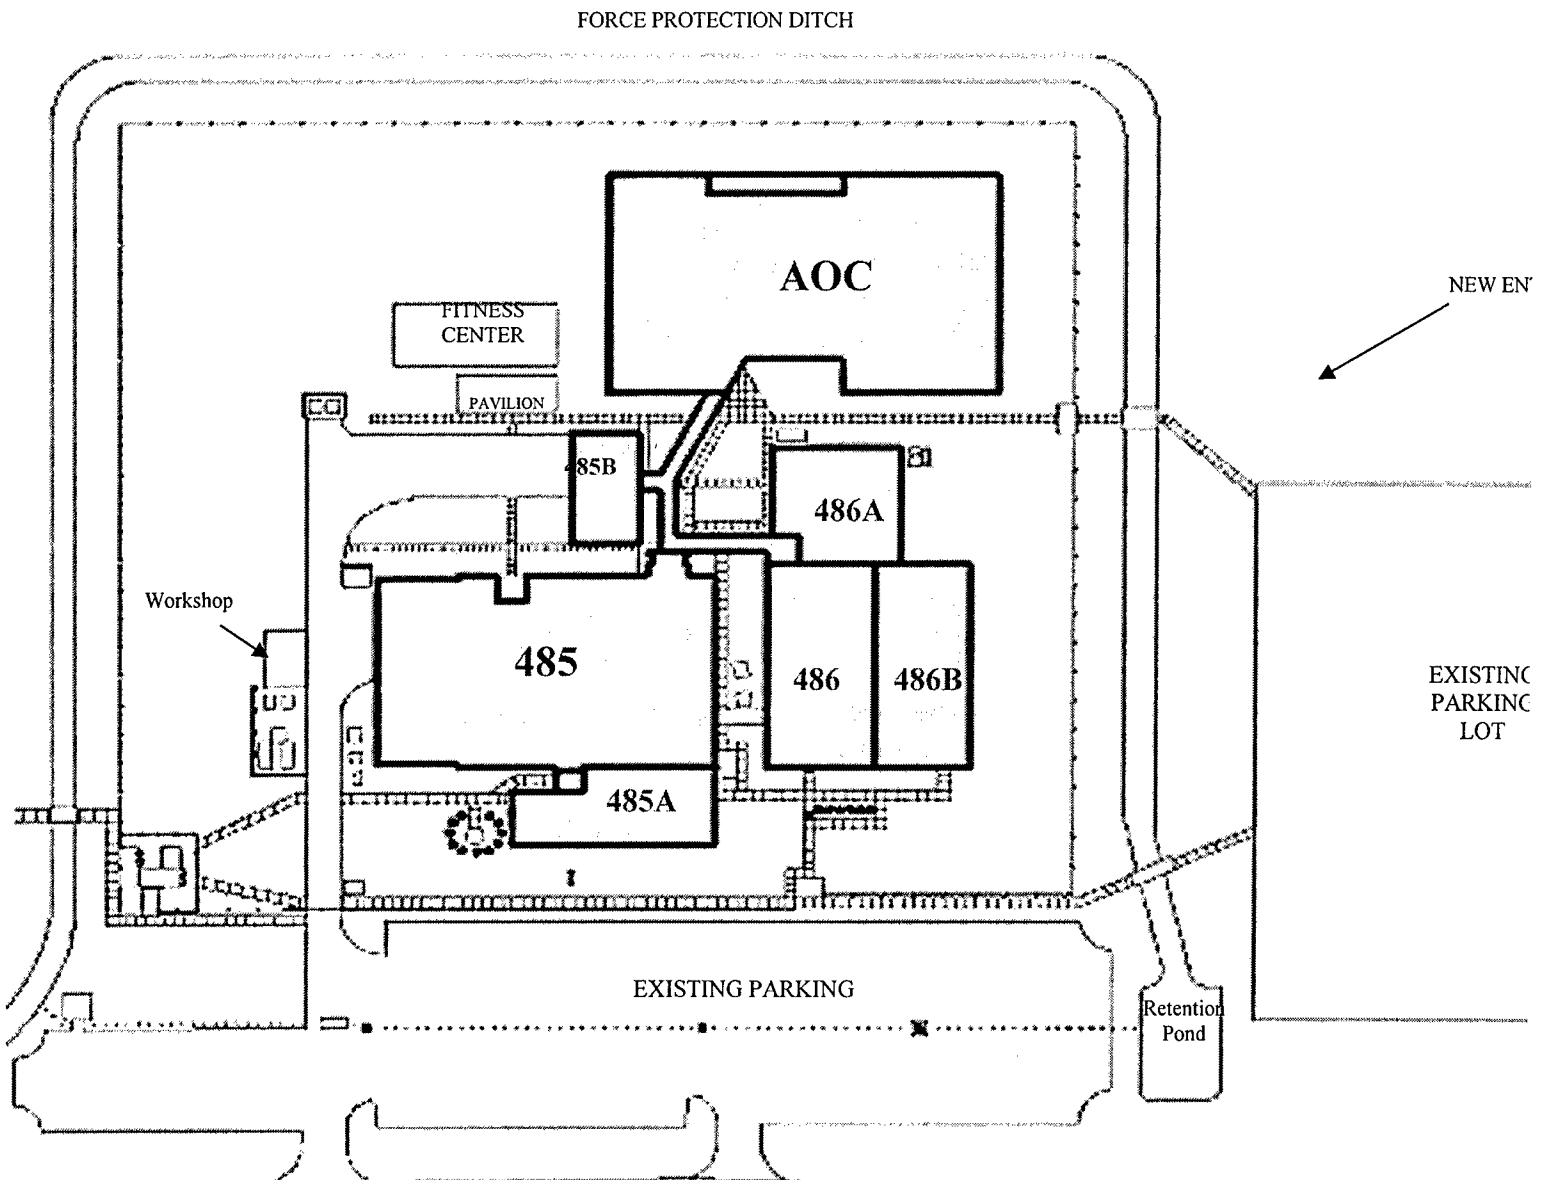 FORCE PROTECTION DITCH
AOC
NEW EN
FITNESS
CENTER
PAVILION
485B
486A
Workshop
485
486
486B
EXISTING
PARKING
LOT
485A
EXISTING PARKING
Retention
Pond